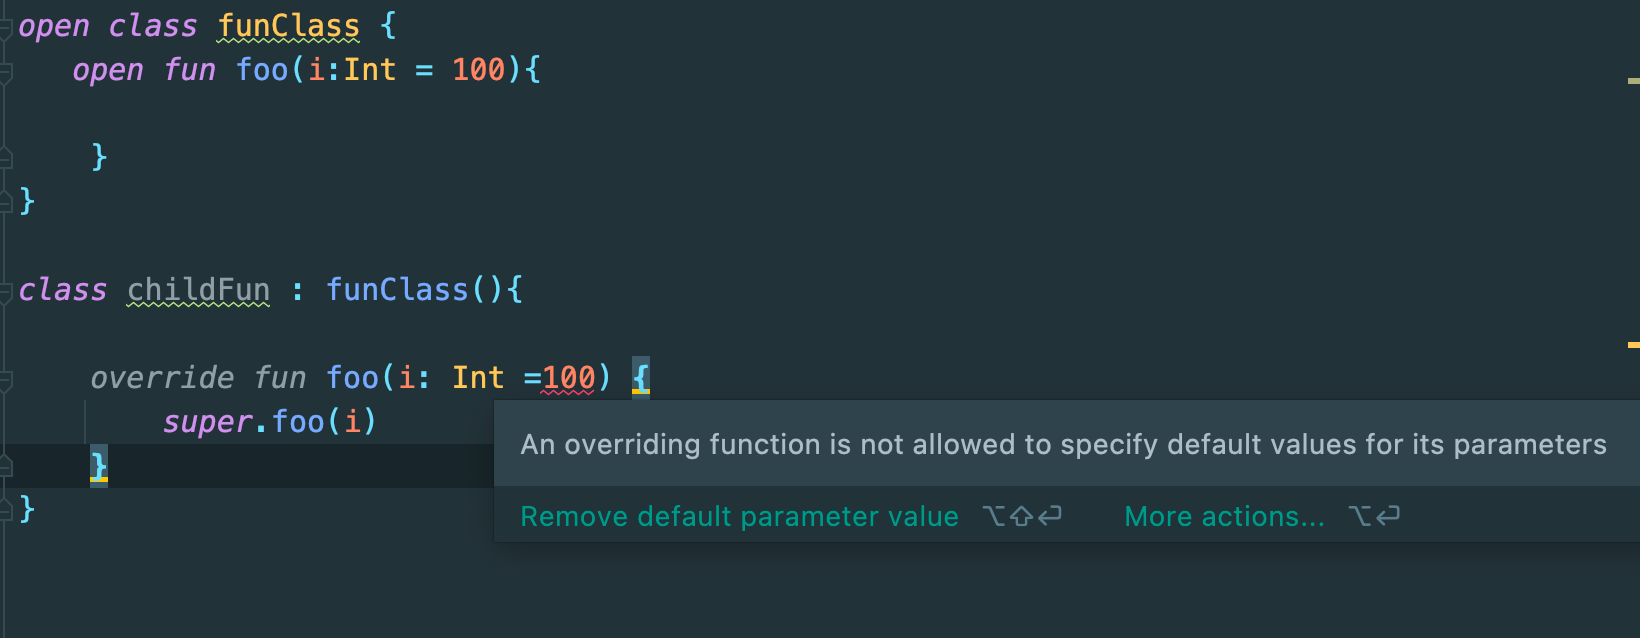 open class funClass {
open fun foo(i:Int = 100){
}
}
class childFun : funClass(){
override fun foo(i: Int =100) {
super.foo(i)
}
}
An overriding function is not allowed to specify default values for its parameters
Remove default parameter value ⌥⇧⏎ More actions... ⌥⏎